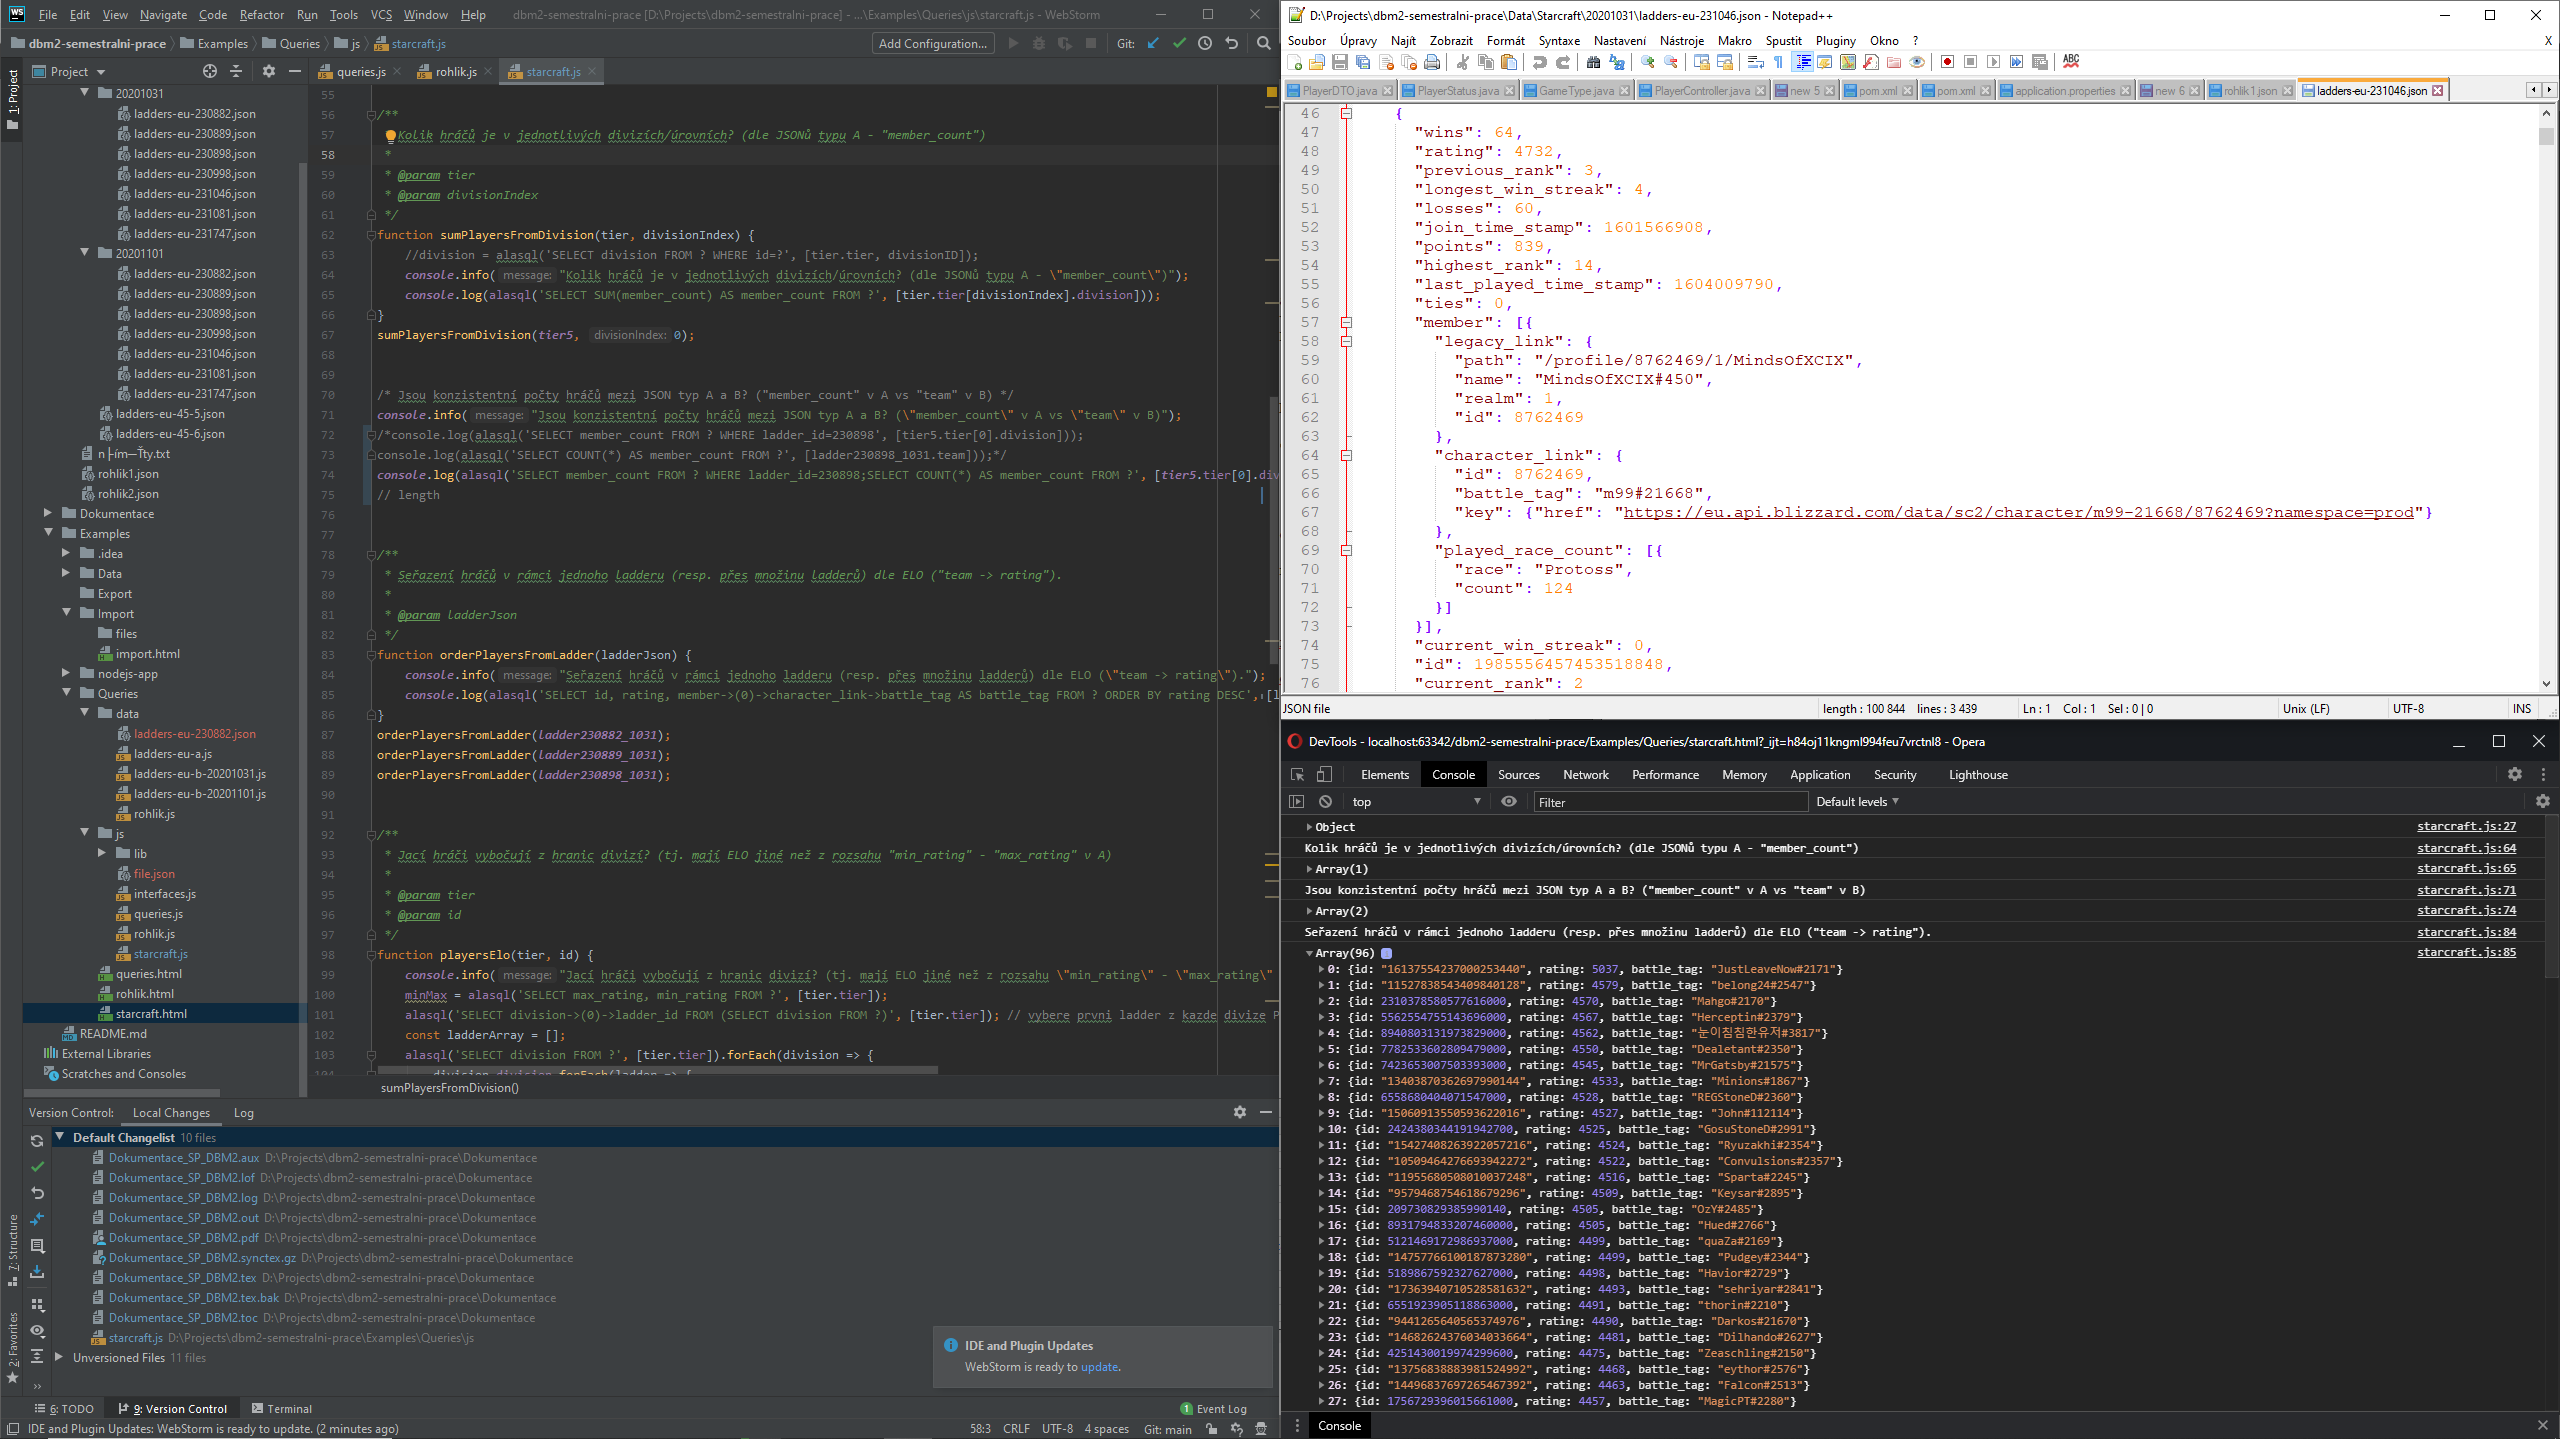 File Edit View Navigate Code Refactor Run Tools VCS Window Help dbm2-semestralni-prace [D:\Projects\dbm2-semestralni-prace] - ...\Examples\Queries\js\starcraft.js - WebStorm
dbm2-semestralni-prace Examples Queries js starcraft.js Add Configuration... Git:
Project
queries.js rohlik.js starcraft.js
1: Project
20201031
ladders-eu-230882.json
ladders-eu-230889.json
ladders-eu-230898.json
ladders-eu-230998.json
ladders-eu-231046.json
ladders-eu-231081.json
ladders-eu-231747.json
20201101
ladders-eu-230882.json
ladders-eu-230889.json
ladders-eu-230898.json
ladders-eu-230998.json
ladders-eu-231046.json
ladders-eu-231081.json
ladders-eu-231747.json
ladders-eu-45-5.json
ladders-eu-45-6.json
rohlik1.json
rohlik2.json
Dokumentace
Examples
.idea
Data
Export
Import
files
import.html
nodejs-app
Queries
data
ladders-eu-230882.json
ladders-eu-a.js
ladders-eu-b-20201031.js
ladders-eu-b-20201101.js
rohlik.js
js
lib
file.json
interfaces.js
queries.js
rohlik.js
starcraft.js
queries.html
rohlik.html
starcraft.html
README.md
External Libraries
Scratches and Consoles
55
56 /**
57 Kolik hráčů je v jednotlivých divizích/úrovních? (dle JSONů typu A - "member_count")
58 *
59 * @param tier
60 * @param divisionIndex
61 */
62 function sumPlayersFromDivision(tier, divisionIndex) {
63 //division = alasql('SELECT division FROM ? WHERE id=?', [tier.tier, divisionID]);
64 console.info( message: "Kolik hráčů je v jednotlivých divizích/úrovních? (dle JSONů typu A - \"member_count\")");
65 console.log(alasql('SELECT SUM(member_count) AS member_count FROM ?', [tier.tier[divisionIndex].division]));
66 }
67 sumPlayersFromDivision(tier5, divisionIndex: 0);
68
69
70 /* Jsou konzistentní počty hráčů mezi JSON typ A a B? ("member_count" v A vs "team" v B) */
71 console.info( message: "Jsou konzistentní počty hráčů mezi JSON typ A a B? (\"member_count\" v A vs \"team\" v B)");
72 /*console.log(alasql('SELECT member_count FROM ? WHERE ladder_id=230898', [tier5.tier[0].division]));
73 console.log(alasql('SELECT COUNT(*) AS member_count FROM ?', [ladder230898_1031.team]));*/
74 console.log(alasql('SELECT member_count FROM ? WHERE ladder_id=230898;SELECT COUNT(*) AS member_count FROM ?', [tier5.tier[0].div
75 // length
76
77
78 /**
79 * Seřazení hráčů v rámci jednoho ladderu (resp. přes množinu ladderů) dle ELO ("team -> rating").
80 *
81 * @param ladderJson
82 */
83 function orderPlayersFromLadder(ladderJson) {
84 console.info( message: "Seřazení hráčů v rámci jednoho ladderu (resp. přes množinu ladderů) dle ELO (\"team -> rating\").");
85 console.log(alasql('SELECT id, rating, member->(0)->character_link->battle_tag AS battle_tag FROM ? ORDER BY rating DESC', [l
86 }
87 orderPlayersFromLadder(ladder230882_1031);
88 orderPlayersFromLadder(ladder230889_1031);
89 orderPlayersFromLadder(ladder230898_1031);
90
91
92 /**
93 * Jací hráči vybočují z hranic divizí? (tj. mají ELO jiné než z rozsahu "min_rating" - "max_rating" v A)
94 *
95 * @param tier
96 * @param id
97 */
98 function playersElo(tier, id) {
99 console.info( message: "Jací hráči vybočují z hranic divizí? (tj. mají ELO jiné než z rozsahu \"min_rating\" - \"max_rating\"
100 minMax = alasql('SELECT max_rating, min_rating FROM ?', [tier.tier]);
101 alasql('SELECT division->(0)->ladder_id FROM (SELECT division FROM ?)', [tier.tier]); // vybere prvni ladder z kazde divize P
102 const ladderArray = [];
103 alasql('SELECT division FROM ?', [tier.tier]).forEach(division => {
104 division.division.forEach(ladder => {
sumPlayersFromDivision()
Version Control: Local Changes Log
Default Changelist 10 files
Dokumentace_SP_DBM2.aux D:\Projects\dbm2-semestralni-prace\Dokumentace
Dokumentace_SP_DBM2.lof D:\Projects\dbm2-semestralni-prace\Dokumentace
Dokumentace_SP_DBM2.log D:\Projects\dbm2-semestralni-prace\Dokumentace
Dokumentace_SP_DBM2.out D:\Projects\dbm2-semestralni-prace\Dokumentace
Dokumentace_SP_DBM2.pdf D:\Projects\dbm2-semestralni-prace\Dokumentace
Dokumentace_SP_DBM2.synctex.gz D:\Projects\dbm2-semestralni-prace\Dokumentace
Dokumentace_SP_DBM2.tex D:\Projects\dbm2-semestralni-prace\Dokumentace
Dokumentace_SP_DBM2.tex.bak D:\Projects\dbm2-semestralni-prace\Dokumentace
Dokumentace_SP_DBM2.toc D:\Projects\dbm2-semestralni-prace\Dokumentace
starcraft.js D:\Projects\dbm2-semestralni-prace\Examples\Queries\js
Unversioned Files 11 files
7: Structure
2: Favorites
IDE and Plugin Updates
WebStorm is ready to update.
6: TODO 9: Version Control Terminal 1 Event Log
IDE and Plugin Updates: WebStorm is ready to update. (2 minutes ago) 58:3 CRLF UTF-8 4 spaces Git: main
D:\Projects\dbm2-semestralni-prace\Data\Starcraft\20201031\ladders-eu-231046.json - Notepad++
Soubor Úpravy Najít Zobrazit Formát Syntaxe Nastavení Nástroje Makro Spustit Pluginy Okno ? X
PlayerDTO.java PlayerStatus.java GameType.java PlayerController.java new 5 pom.xml pom.xml application.properties new 6 rohlik1.json ladders-eu-231046.json
46 {
47 "wins": 64,
48 "rating": 4732,
49 "previous_rank": 3,
50 "longest_win_streak": 4,
51 "losses": 60,
52 "join_time_stamp": 1601566908,
53 "points": 839,
54 "highest_rank": 14,
55 "last_played_time_stamp": 1604009790,
56 "ties": 0,
57 "member": [{
58 "legacy_link": {
59 "path": "/profile/8762469/1/MindsOfXCIX",
60 "name": "MindsOfXCIX#450",
61 "realm": 1,
62 "id": 8762469
63 },
64 "character_link": {
65 "id": 8762469,
66 "battle_tag": "m99#21668",
67 "key": {"href": "https://eu.api.blizzard.com/data/sc2/character/m99-21668/8762469?namespace=prod"}
68 },
69 "played_race_count": [{
70 "race": "Protoss",
71 "count": 124
72 }]
73 }],
74 "current_win_streak": 0,
75 "id": 1985556457453518848,
76 "current_rank": 2
JSON file length : 100 844 lines : 3 439 Ln : 1 Col : 1 Sel : 0 | 0 Unix (LF) UTF-8 INS
DevTools - localhost:63342/dbm2-semestralni-prace/Examples/Queries/starcraft.html?_ijt=h84oj11kngml994feu7vrctnl8 - Opera
Elements Console Sources Network Performance Memory Application Security Lighthouse
top Filter Default levels
Object starcraft.js:27
Kolik hráčů je v jednotlivých divizích/úrovních? (dle JSONů typu A - "member_count") starcraft.js:64
Array(1) starcraft.js:65
Jsou konzistentní počty hráčů mezi JSON typ A a B? ("member_count" v A vs "team" v B) starcraft.js:71
Array(2) starcraft.js:74
Seřazení hráčů v rámci jednoho ladderu (resp. přes množinu ladderů) dle ELO ("team -> rating"). starcraft.js:84
Array(96) starcraft.js:85
0: {id: "16137554237000253440", rating: 5037, battle_tag: "JustLeaveNow#2171"}
1: {id: "11527838543409840128", rating: 4579, battle_tag: "belong24#2547"}
2: {id: 2310378580577616000, rating: 4570, battle_tag: "Mahgo#2170"}
3: {id: 5562554755143696000, rating: 4567, battle_tag: "Herceptin#2379"}
4: {id: 8940803131973829000, rating: 4562, battle_tag: "눈이침침한유저#3817"}
5: {id: 7782533602809479000, rating: 4550, battle_tag: "Dealetant#2350"}
6: {id: 7423653007503393000, rating: 4545, battle_tag: "MrGatsby#21575"}
7: {id: "13403870362697990144", rating: 4533, battle_tag: "Minions#1867"}
8: {id: 6558680404071547000, rating: 4528, battle_tag: "REGStoneD#2360"}
9: {id: "15060913550593622016", rating: 4527, battle_tag: "John#112114"}
10: {id: 2424380344191942700, rating: 4525, battle_tag: "GosuStoneD#2991"}
11: {id: "15427408263922057216", rating: 4524, battle_tag: "Ryuzakhi#2354"}
12: {id: "10509464276693942272", rating: 4522, battle_tag: "Convulsions#2357"}
13: {id: "11955680508010037248", rating: 4516, battle_tag: "Sparta#2245"}
14: {id: "9579468754618679296", rating: 4509, battle_tag: "Keysar#2895"}
15: {id: 209730829385990140, rating: 4505, battle_tag: "OzY#2485"}
16: {id: 8931794833207460000, rating: 4505, battle_tag: "Hued#2766"}
17: {id: 5121469172986937000, rating: 4499, battle_tag: "quaZa#2169"}
18: {id: "14757766100187873280", rating: 4499, battle_tag: "Pudgey#2344"}
19: {id: 5189867592327627000, rating: 4498, battle_tag: "Havior#2729"}
20: {id: "17363940710528581632", rating: 4493, battle_tag: "sehriyar#2841"}
21: {id: 6551923905118863000, rating: 4491, battle_tag: "thorin#2210"}
22: {id: "9441265640565374976", rating: 4490, battle_tag: "Darkos#21670"}
23: {id: "14682624376034033664", rating: 4481, battle_tag: "Dilhando#2627"}
24: {id: 4251430019974299600, rating: 4475, battle_tag: "Zeaschling#2150"}
25: {id: "13756838883981524992", rating: 4468, battle_tag: "eythor#2576"}
26: {id: "14496837697265467392", rating: 4463, battle_tag: "Falcon#2513"}
27: {id: 1756729396015661000, rating: 4457, battle_tag: "MagicPT#2280"}
Console